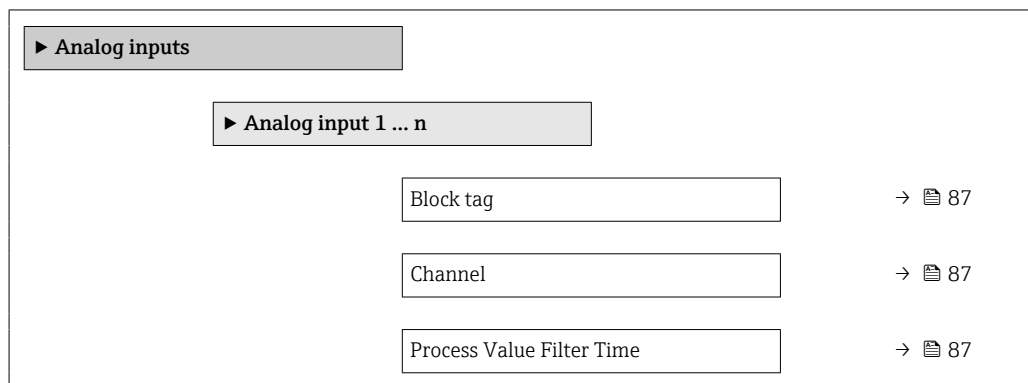 ▶ Analog inputs
▶ Analog input 1 … n
Block tag → 87
Channel → 87
Process Value Filter Time → 87